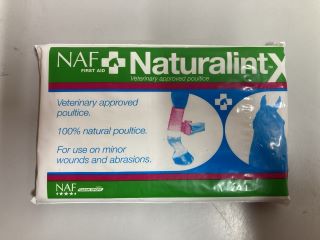 NAF NaturalintX
FIRST AID
Veterinary approved poultice
Veterinary approved
poultice.
100% natural poultice.
For use on minor
wounds and abrasions.
NAF